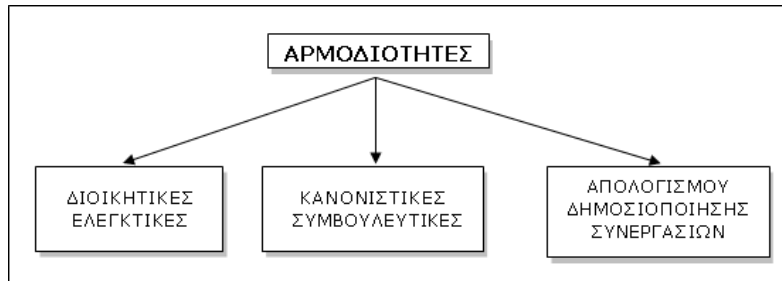 ΑΡΜΟΔΙΟΤΗΤΕΣ
ΔΙΟΙΚΗΤΙΚΕΣ
ΕΛΕΓΚΤΙΚΕΣ
ΚΑΝΟΝΙΣΤΙΚΕΣ
ΣΥΜΒΟΥΛΕΥΤΙΚΕΣ
ΑΠΟΛΟΓΙΣΜΟΥ
ΔΗΜΟΣΙΟΠΟΙΗΣΗΣ
ΣΥΝΕΡΓΑΣΙΩΝ